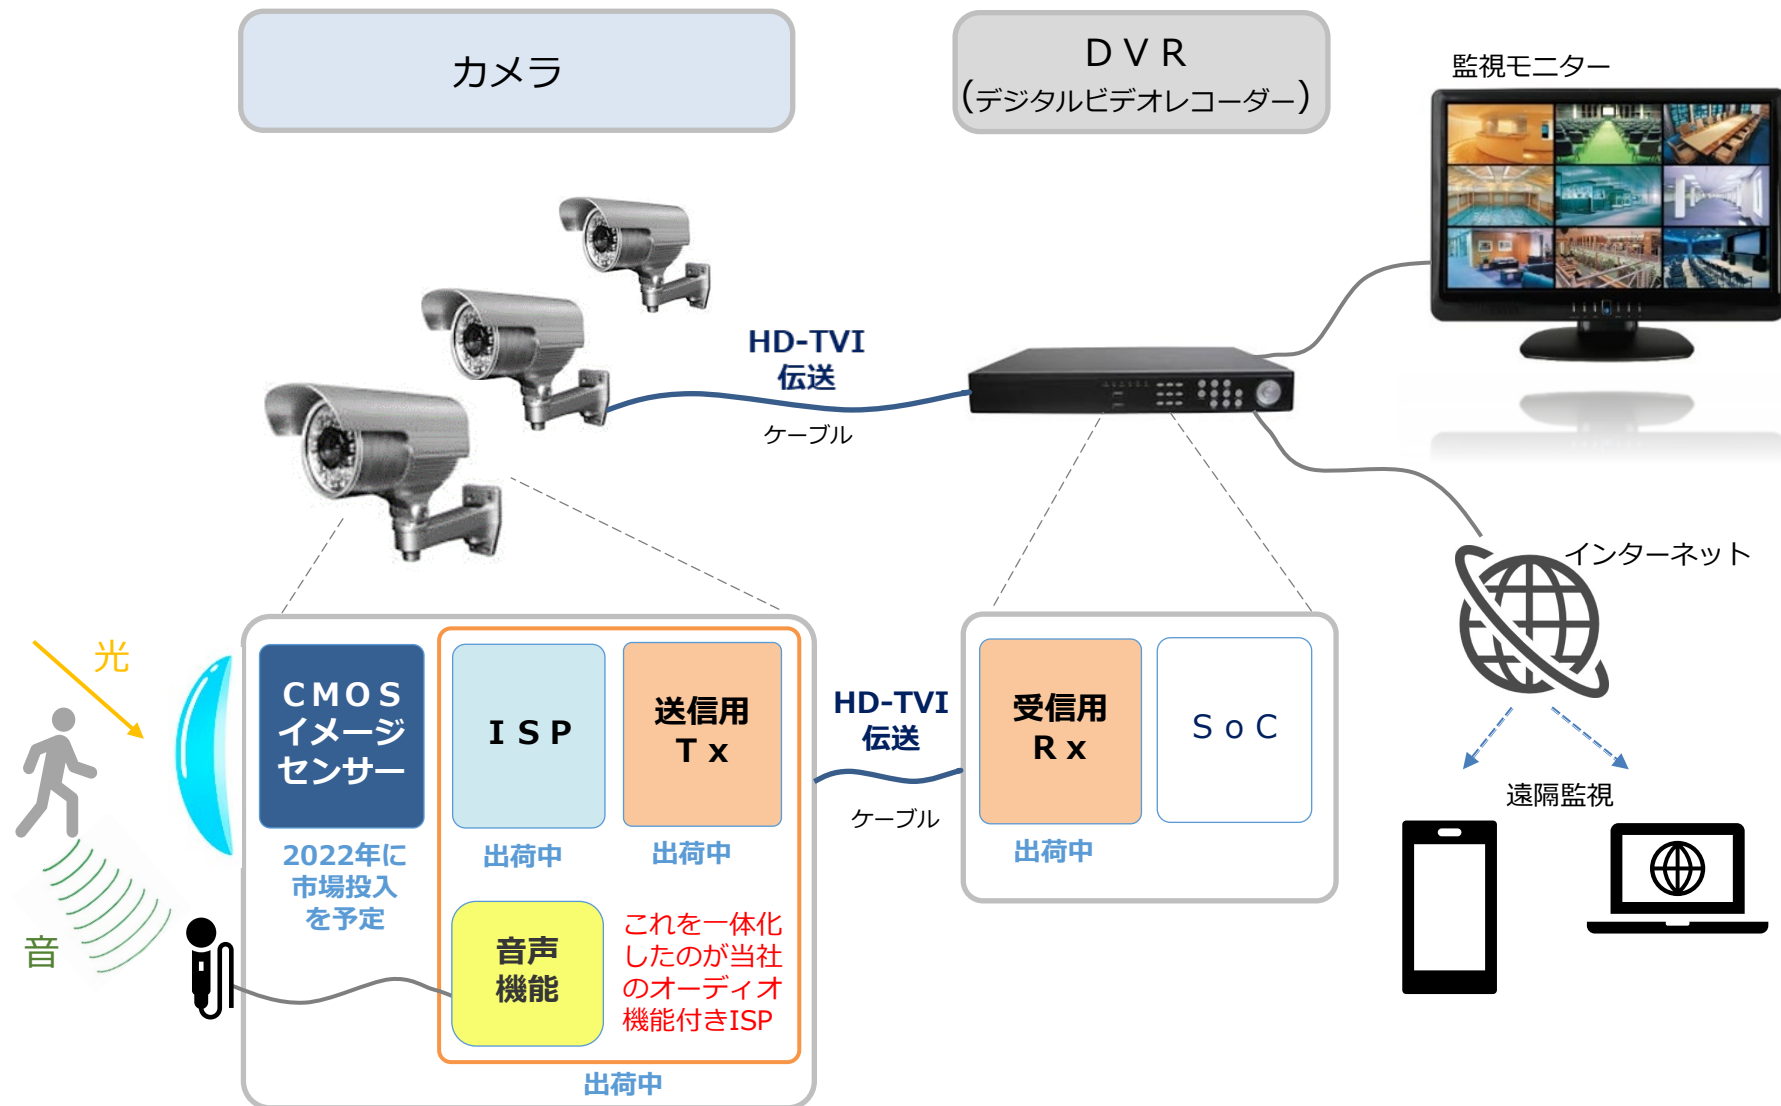 カメラ
ＤＶＲ
(デジタルビデオレコーダー)
監視モニター
HD-TVI
伝送
ケーブル
インターネット
光
CMOS
イメージ
センサー
2022年に
市場投入
を予定
ISP
出荷中
送信用
Tx
出荷中
HD-TVI
伝送
ケーブル
受信用
Rx
出荷中
SoC
遠隔監視
音
音声
機能
これを一体化
したのが当社
のオーディオ
機能付きISP
出荷中